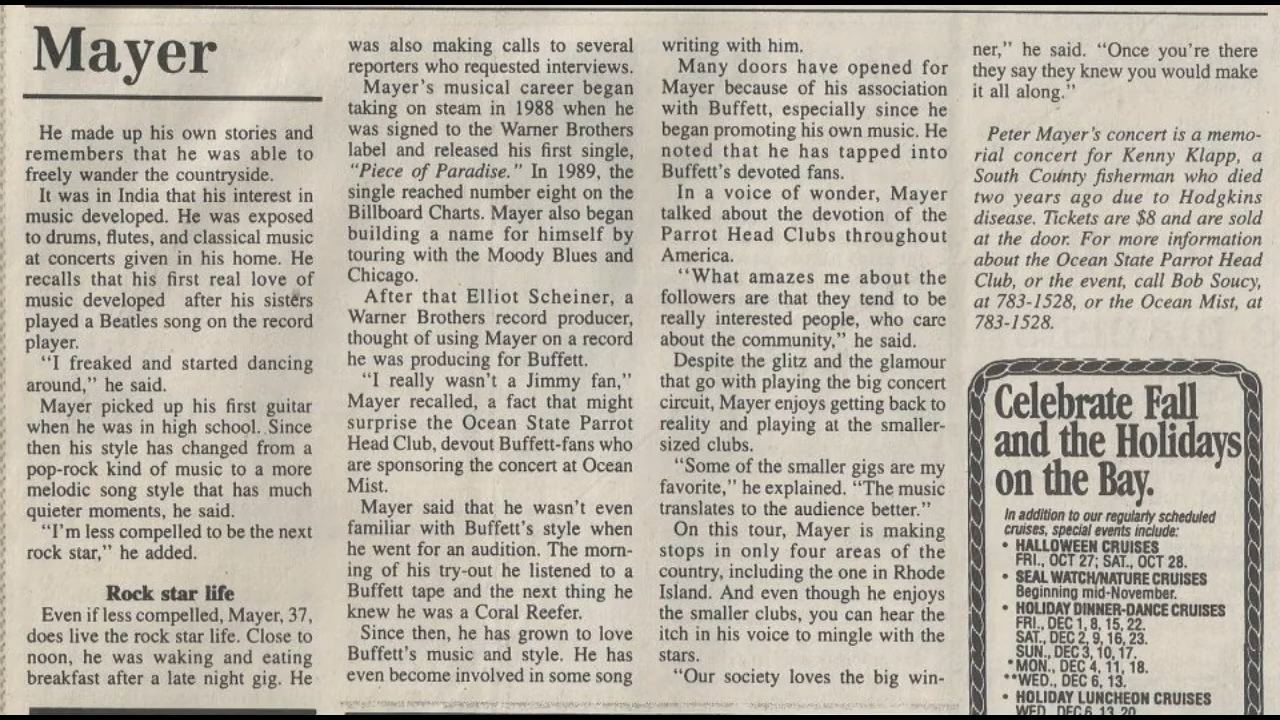 Mayer
He made up his own stories and
remembers that he was able to
freely wander the countryside.
It was in India that his interest in
music developed. He was exposed
to drums, flutes, and classical music
at concerts given in his home. He
recalls that his first real love of
music developed after his sisters
played a Beatles song on the record
player.
"I freaked and started dancing
around," he said.
Mayer picked up his first guitar
when he was in high school. Since
then his style has changed from a
pop-rock kind of music to a more
melodic song style that has much
quieter moments, he said.
"I'm less compelled to be the next
rock star," he added.
Rock star life
Even if less compelled, Mayer, 37,
does live the rock star life. Close to
noon, he was waking and eating
breakfast after a late night gig. He
was also making calls to several
reporters who requested interviews.
Mayer's musical career began
taking on steam in 1988 when he
was signed to the Warner Brothers
label and released his first single,
"Piece of Paradise." In 1989, the
single reached number eight on the
Billboard Charts. Mayer also began
building a name for himself by
touring with the Moody Blues and
Chicago.
After that Elliot Scheiner, a
Warner Brothers record producer,
thought of using Mayer on a record
he was producing for Buffett.
"I really wasn't a Jimmy fan,"
Mayer recalled, a fact that might
surprise the Ocean State Parrot
Head Club, devout Buffett-fans who
are sponsoring the concert at Ocean
Mist.
Mayer said that he wasn't even
familiar with Buffett's style when
he went for an audition. The morn-
ing of his try-out he listened to a
Buffett tape and the next thing he
knew he was a Coral Reefer.
Since then, he has grown to love
Buffett's music and style. He has
even become involved in some song
writing with him.
Many doors have opened for
Mayer because of his association
with Buffett, especially since he
began promoting his own music. He
noted that he has tapped into
Buffett's devoted fans.
In a voice of wonder, Mayer
talked about the devotion of the
Parrot Head Clubs throughout
America.
"What amazes me about the
followers are that they tend to be
really interested people, who care
about the community," he said.
Despite the glitz and the glamour
that go with playing the big concert
circuit, Mayer enjoys getting back to
reality and playing at the smaller-
sized clubs.
"Some of the smaller gigs are my
favorite," he explained. "The music
translates to the audience better."
On this tour, Mayer is making
stops in only four areas of the
country, including the one in Rhode
Island. And even though he enjoys
the smaller clubs, you can hear the
itch in his voice to mingle with the
stars.
"Our society loves the big win-
ner," he said. "Once you're there
they say they knew you would make
it all along."
Peter Mayer's concert is a memo-
rial concert for Kenny Klapp, a
South County fisherman who died
two years ago due to Hodgkins
disease. Tickets are $8 and are sold
at the door. For more information
about the Ocean State Parrot Head
Club, or the event, call Bob Soucy,
at 783-1528, or the Ocean Mist, at
783-1528.
Celebrate Fall
and the Holidays
on the Bay.
In addition to our regularly scheduled
cruises, special events include:
• HALLOWEEN CRUISES
FRI., OCT 27; SAT., OCT 28.
• SEAL WATCH/NATURE CRUISES
Beginning mid-November.
• HOLIDAY DINNER-DANCE CRUISES
FRI., DEC 1, 8, 15, 22.
SAT., DEC 2, 9, 16, 23.
SUN., DEC 3, 10, 17.
*MON., DEC 4, 11, 18.
**WED., DEC 6, 13.
• HOLIDAY LUNCHEON CRUISES
WED., DEC 6, 13, 20